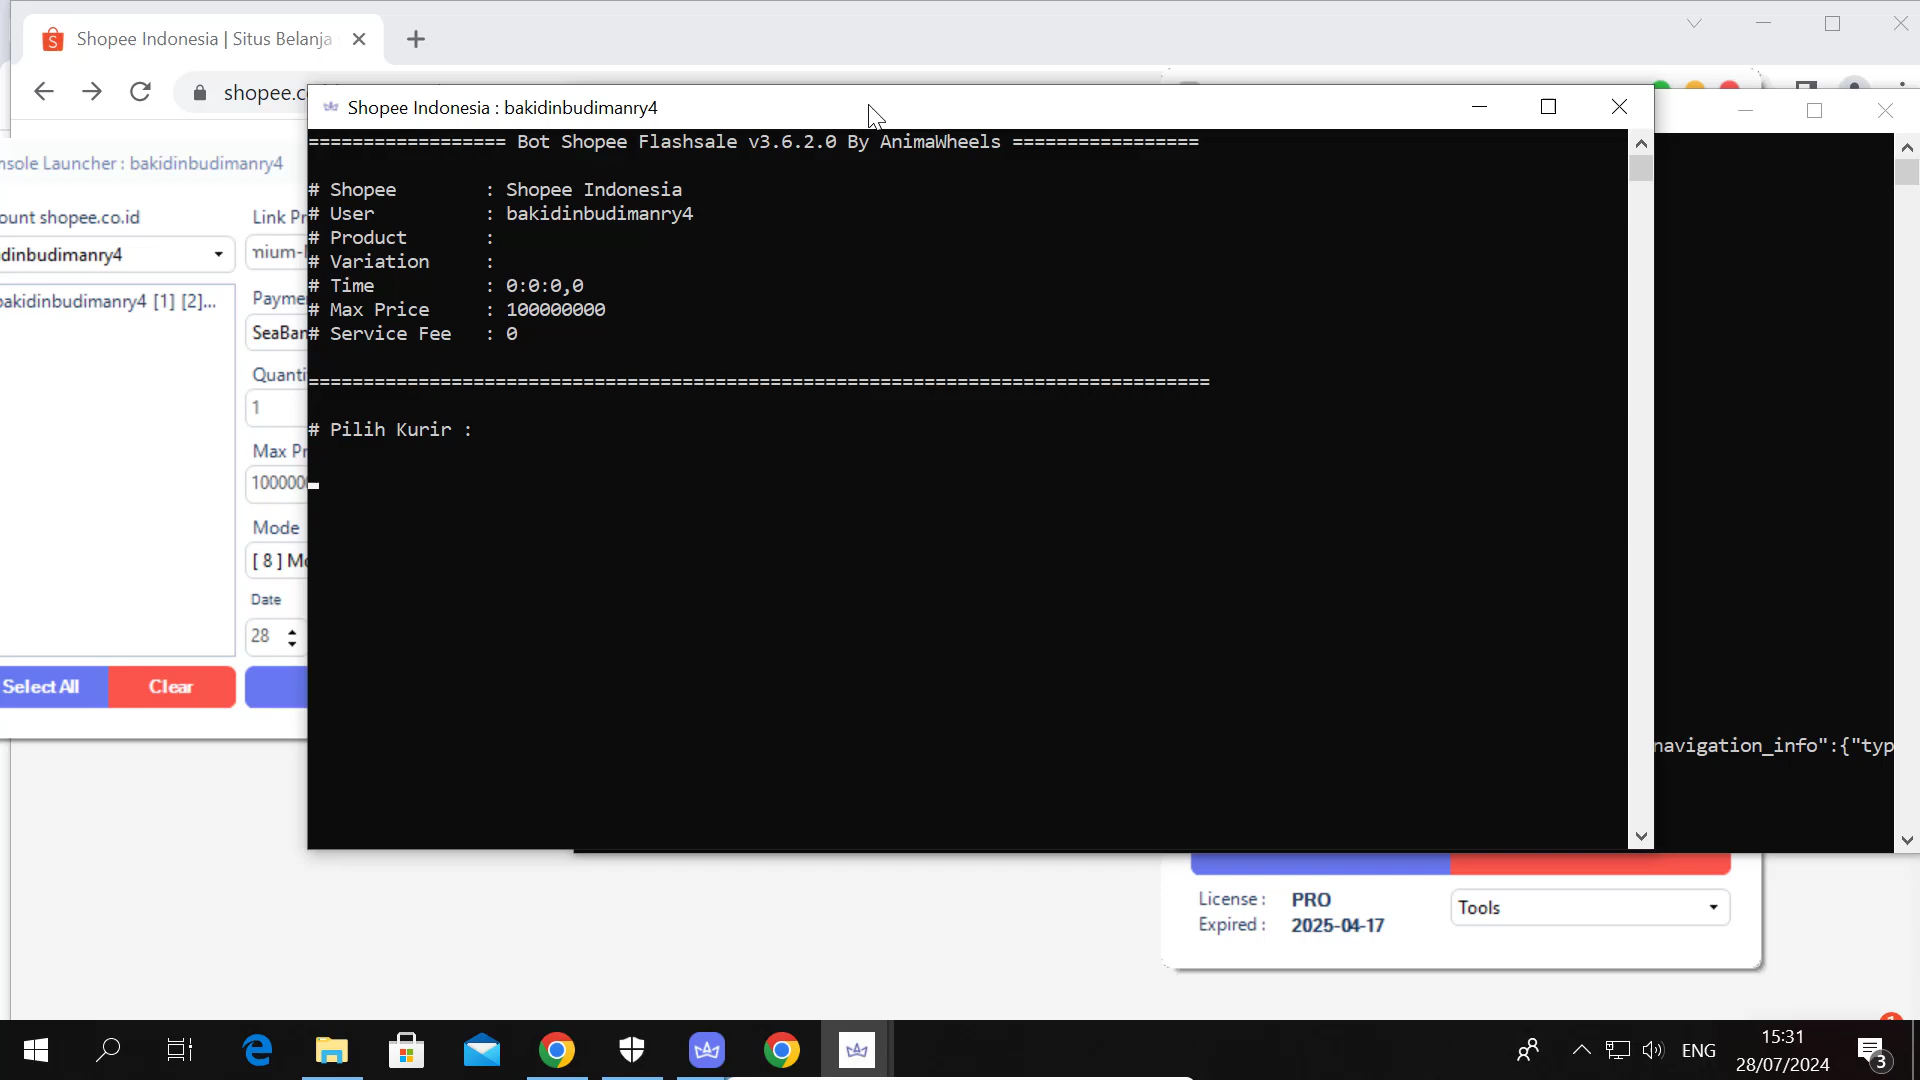 Shopee Indonesia | Situs Belanja
shopee.c
Shopee Indonesia : bakidinbudimanry4
================== Bot Shopee Flashsale v3.6.2.0 By AnimaWheels =================
# Shopee : Shopee Indonesia
# User : bakidinbudimanry4
# Product :
# Variation :
# Time : 0:0:0,0
# Max Price : 100000000
# Service Fee : 0
==================================================================================
# Pilih Kurir :
nsole Launcher : bakidinbudimanry4
ount shopee.co.id
Link Pr
dinbudimanry4
mium-
bakidinbudimanry4 [1] [2]...
Payme
SeaBan
Quanti
1
Max Pr
100000
Mode
[ 8 ] Mo
Date
28
Select All
Clear
navigation_info":{"typ
License : PRO
Expired : 2025-04-17
Tools
ENG
15:31
28/07/2024
3